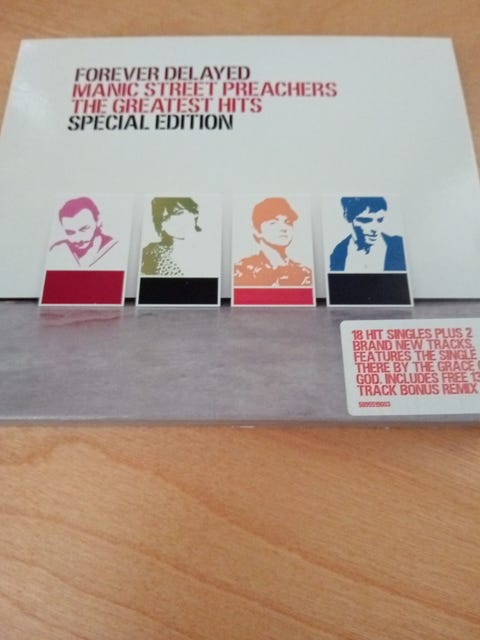 FOREVER DELAYED
MANIC STREET PREACHERS
THE GREATEST HITS
SPECIAL EDITION
18 HIT SINGLES PLUS 2
BRAND NEW TRACKS.
FEATURES THE SINGLE
THERE BY THE GRACE
GOD. INCLUDES FREE
TRACK BONUS REMIX